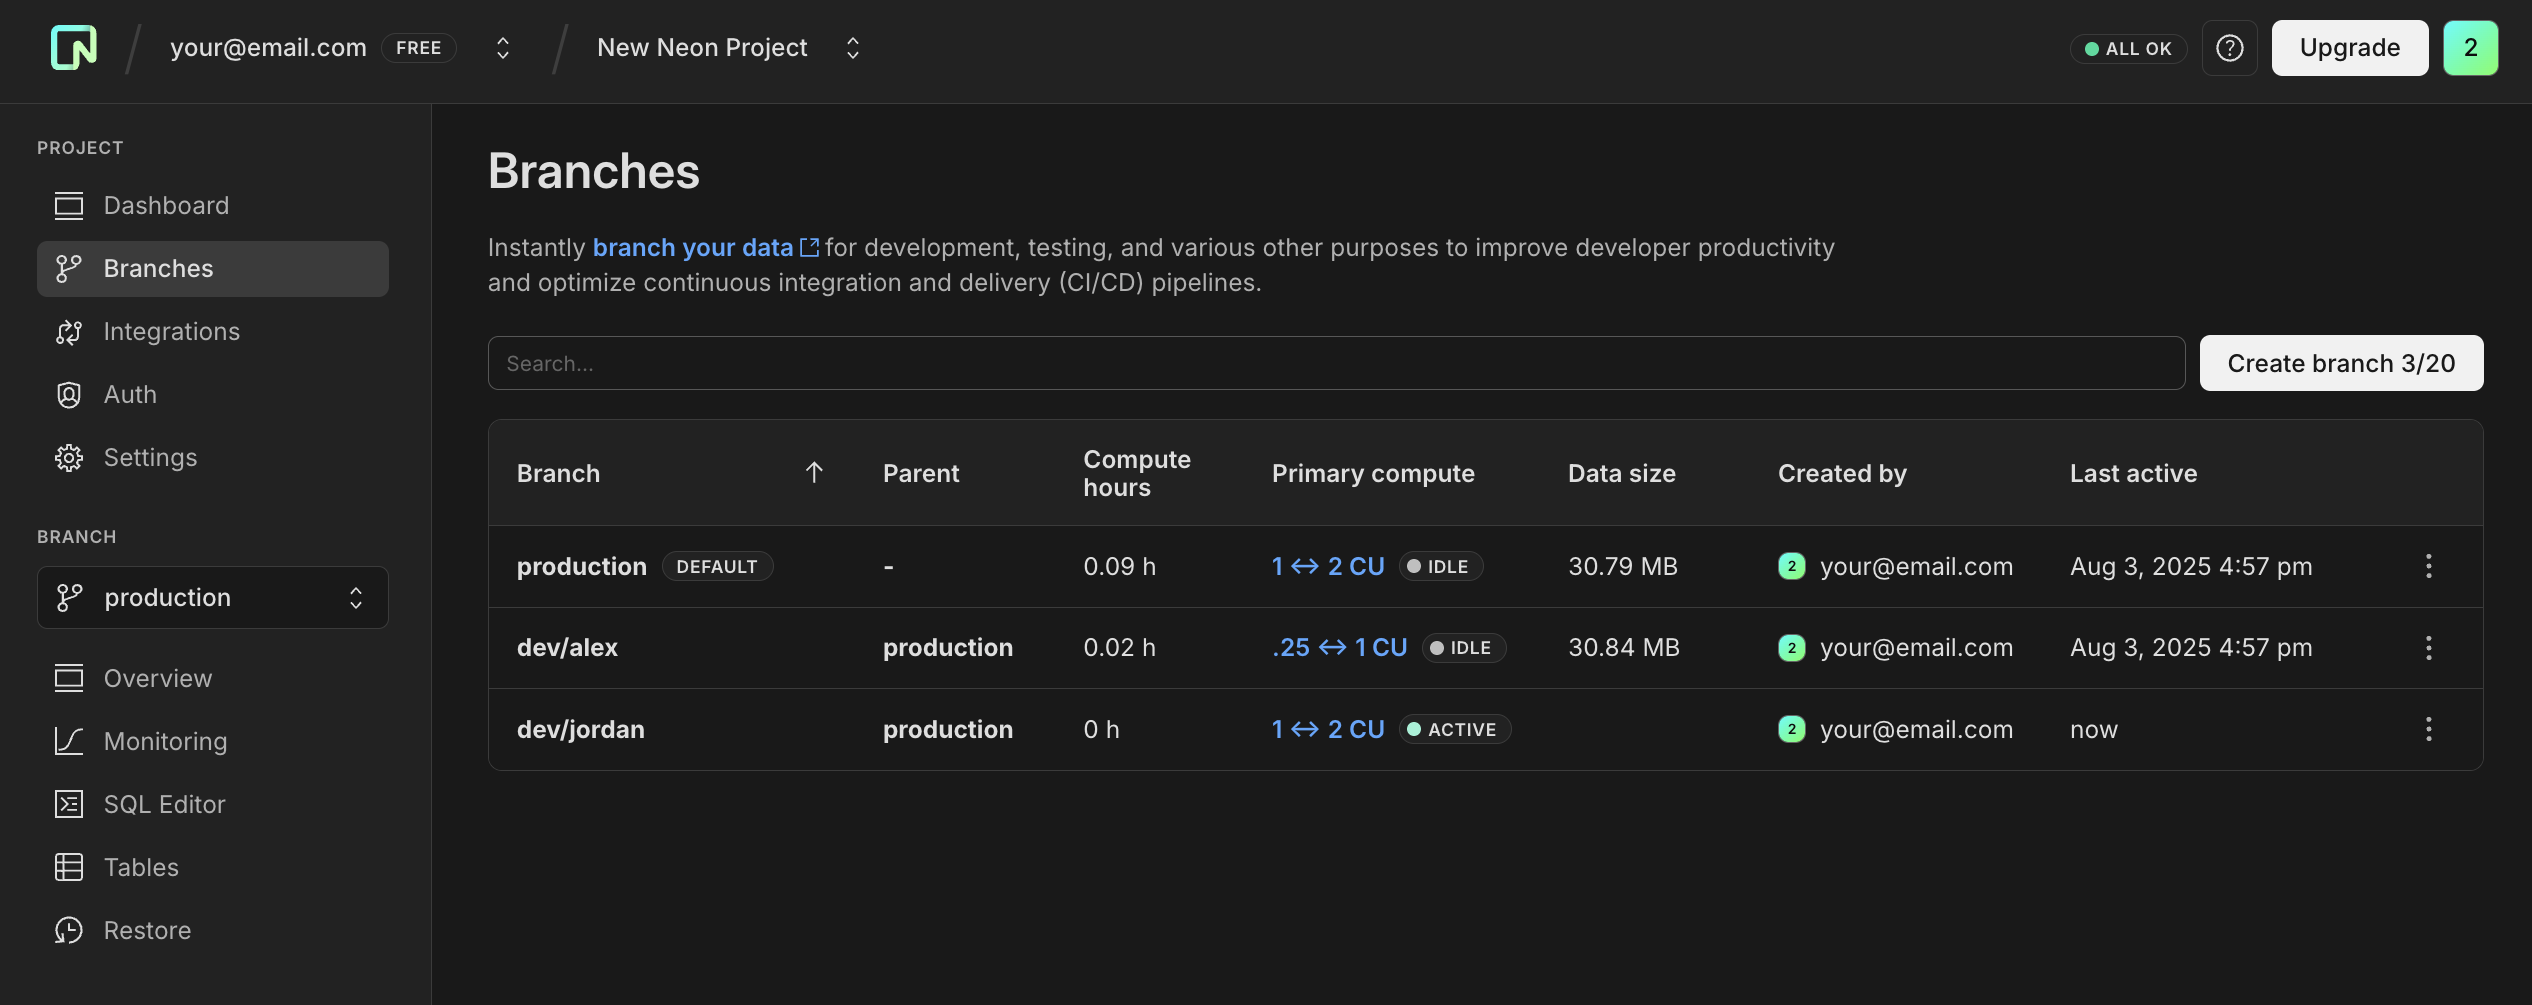 your@email.com FREE
New Neon Project
ALL OK
Upgrade
2
PROJECT
Dashboard
Branches
Integrations
Auth
Settings
BRANCH
production
Overview
Monitoring
SQL Editor
Tables
Restore
Branches
Instantly branch your data for development, testing, and various other purposes to improve developer productivity
and optimize continuous integration and delivery (CI/CD) pipelines.
Search...
Create branch 3/20
Branch ↑ Parent Compute hours Primary compute Data size Created by Last active
production DEFAULT - 0.09 h 1 ↔ 2 CU IDLE 30.79 MB 2 your@email.com Aug 3, 2025 4:57 pm
dev/alex production 0.02 h .25 ↔ 1 CU IDLE 30.84 MB 2 your@email.com Aug 3, 2025 4:57 pm
dev/jordan production 0 h 1 ↔ 2 CU ACTIVE 2 your@email.com now